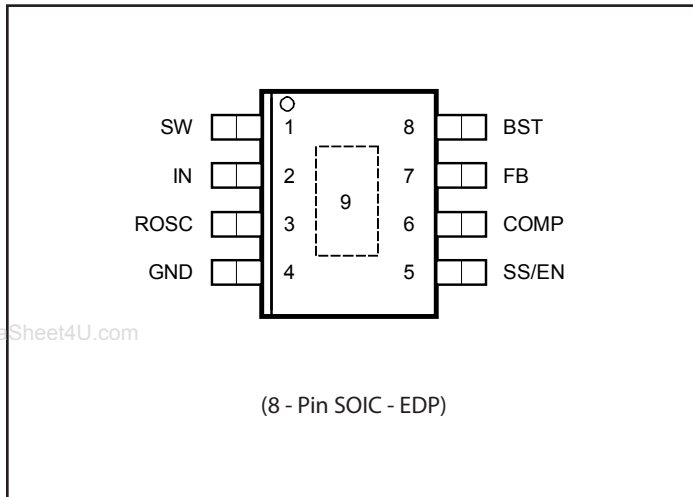 SW 1 8 BST
IN 2 7 FB
9
ROSC 3 6 COMP
GND 4 5 SS/EN
aSheet4U.com
(8 - Pin SOIC - EDP)